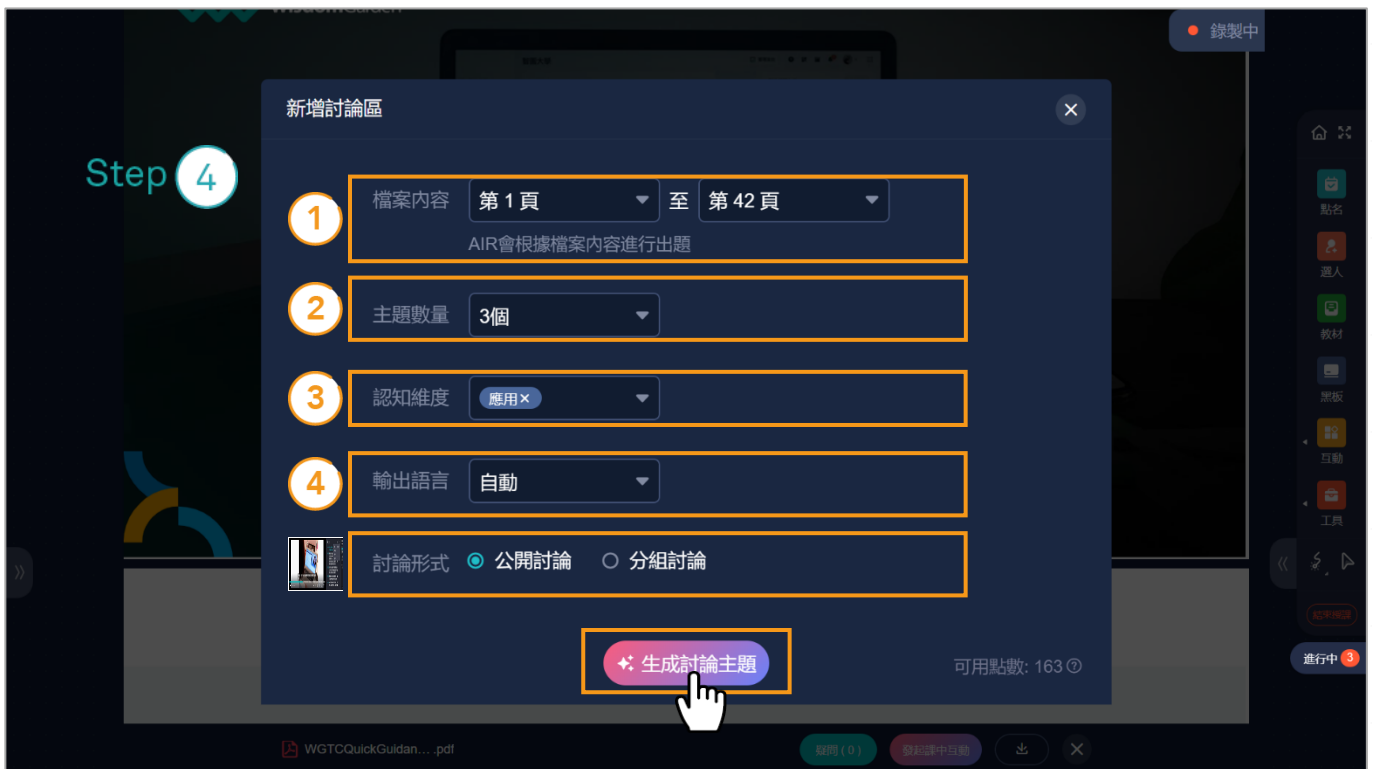 WisdomGarden
錄製中
新增討論區
Step 4
1
檔案內容 第 1 頁 至 第 42 頁
AIR會根據檔案內容進行出題
2
主題數量 3個
3
認知維度 應用×
4
輸出語言 自動
討論形式 公開討論 分組討論
生成討論主題
可用點數: 163
點名
選人
教材
黑板
互動
工具
結束授課
進行中 3
WGTCQuickGuidan... .pdf
疑問 ( 0 )
發起課中互動